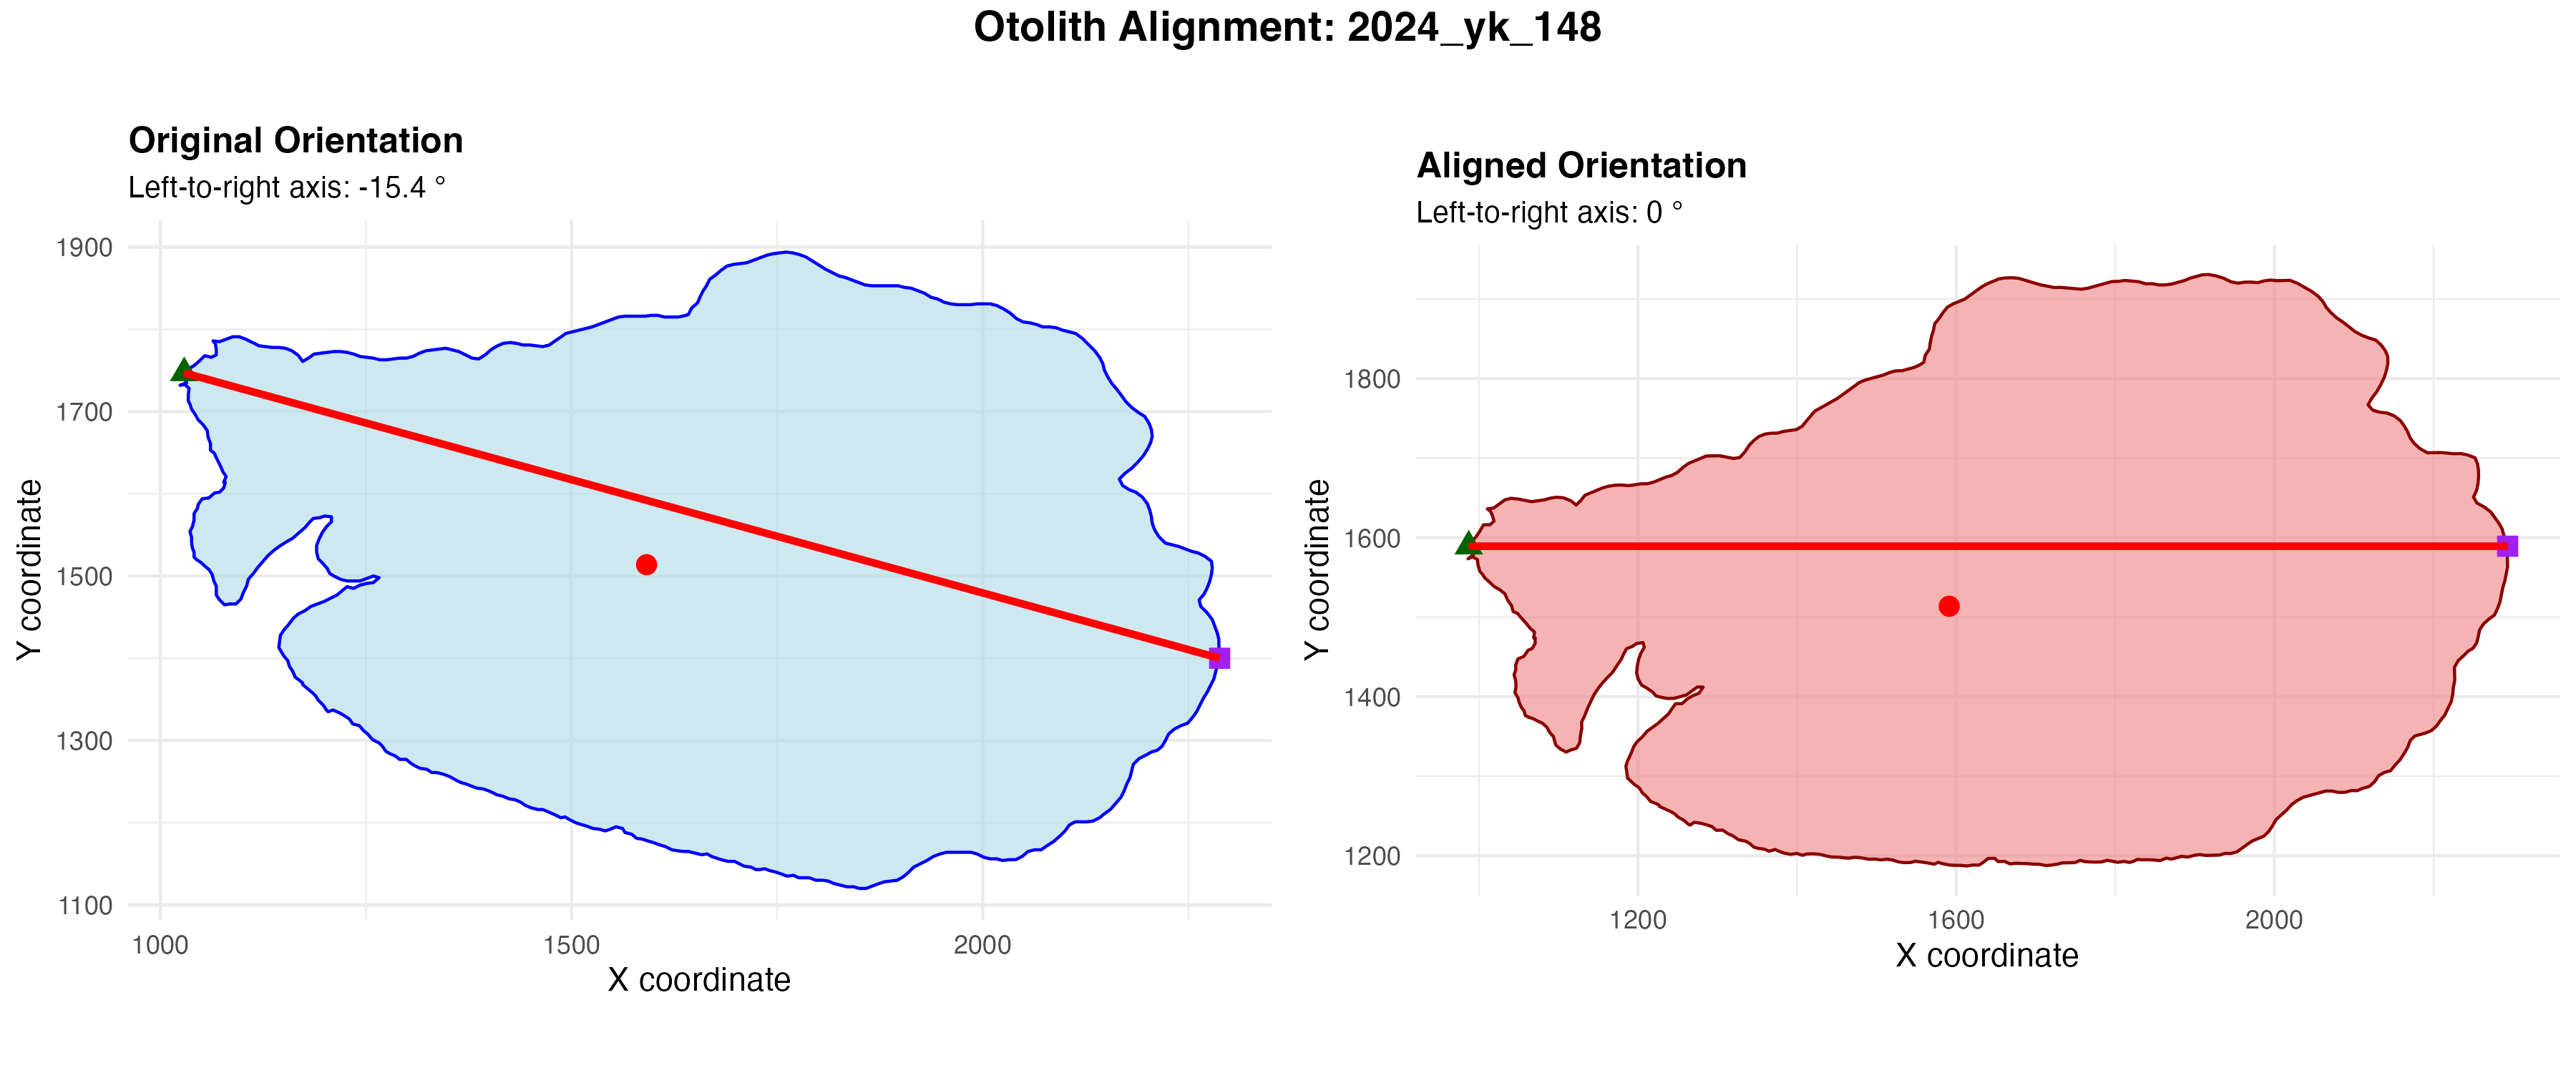 Otolith Alignment: 2024_yk_148
Original Orientation
Left-to-right axis: -15.4 °
1900
1700
1500
1300
1100
Y coordinate
1000
1500
2000
X coordinate
Aligned Orientation
Left-to-right axis: 0 °
1800
1600
1400
1200
Y coordinate
1200
1600
2000
X coordinate